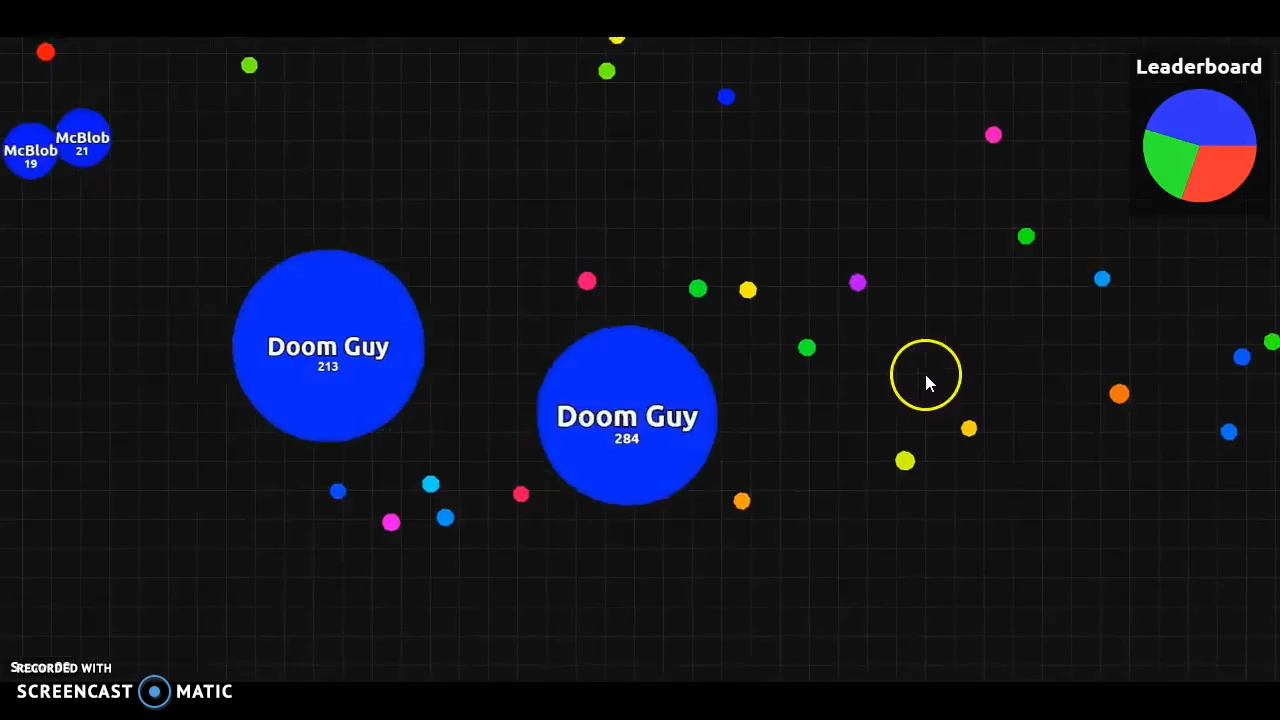 Leaderboard
McBlob
19
McBlob
21
Doom Guy
213
Doom Guy
284
RECORDED WITH
SCREENCAST MATIC